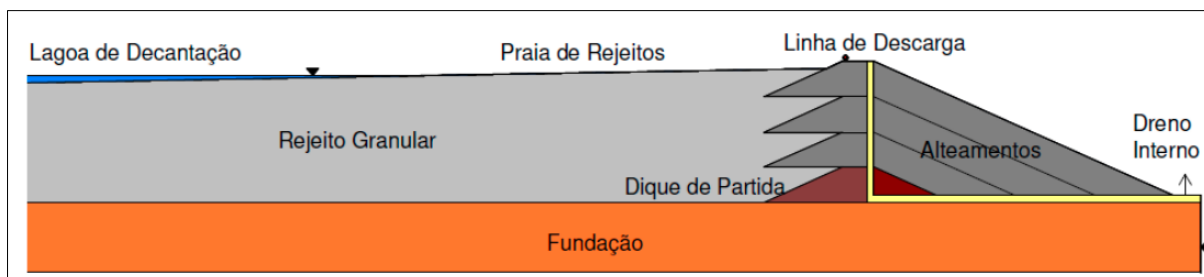 Lagoa de Decantação
Praia de Rejeitos
Linha de Descarga
Rejeito Granular
Alteamentos
Dreno
Interno
Dique de Partida
Fundação